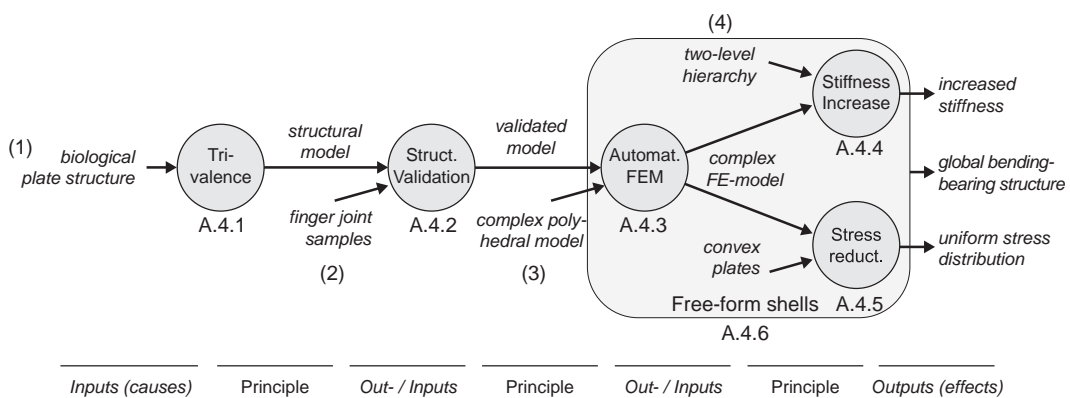 (4)
two-level
hierarchy
Stiffness
Increase
increased
stiffness
A.4.4
(1)
biological
plate structure
Tri-
valence
A.4.1
structural
model
finger joint
samples
(2)
Struct.
Validation
A.4.2
validated
model
complex poly-
hedral model
(3)
Automat.
FEM
A.4.3
complex
FE-model
global bending-
bearing structure
convex
plates
Stress
reduct.
A.4.5
uniform stress
distribution
Free-form shells
A.4.6
Inputs (causes)
Principle
Out- / Inputs
Principle
Out- / Inputs
Principle
Outputs (effects)